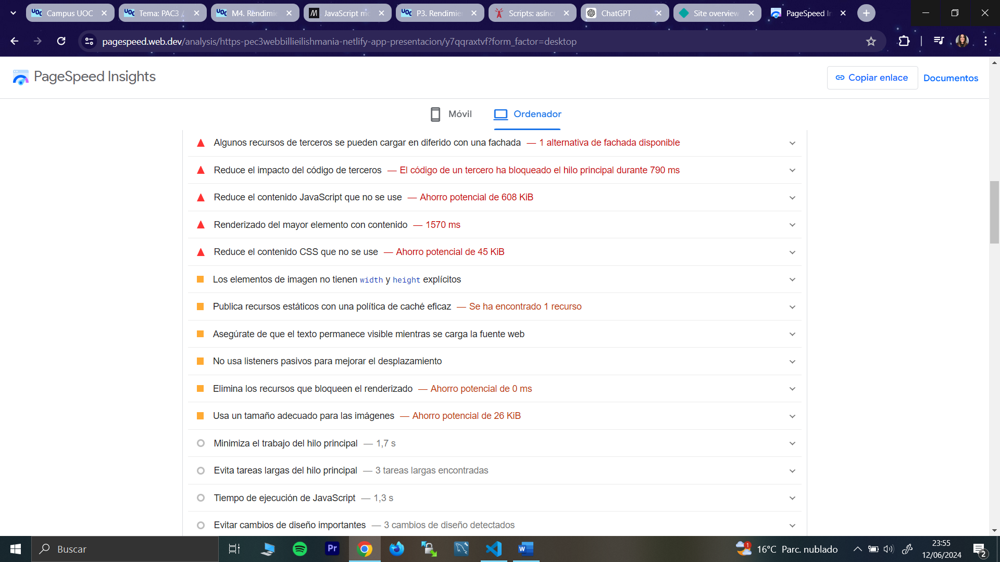 Campus UOC
Tema: PAC3 /
M4. Rendimie
JavaScript mo
P3. Rendimie
Scripts: asínc
ChatGPT
Site overview
PageSpeed In
pagespeed.web.dev/analysis/https-pec3webbillieilishmania-netlify-app-presentacion/y7qqraxtvf?form_factor=desktop
PageSpeed Insights
Copiar enlace
Documentos
Móvil
Ordenador
Algunos recursos de terceros se pueden cargar en diferido con una fachada — 1 alternativa de fachada disponible
Reduce el impacto del código de terceros — El código de un tercero ha bloqueado el hilo principal durante 790 ms
Reduce el contenido JavaScript que no se use — Ahorro potencial de 608 KiB
Renderizado del mayor elemento con contenido — 1570 ms
Reduce el contenido CSS que no se use — Ahorro potencial de 45 KiB
Los elementos de imagen no tienen width y height explícitos
Publica recursos estáticos con una política de caché eficaz — Se ha encontrado 1 recurso
Asegúrate de que el texto permanece visible mientras se carga la fuente web
No usa listeners pasivos para mejorar el desplazamiento
Elimina los recursos que bloqueen el renderizado — Ahorro potencial de 0 ms
Usa un tamaño adecuado para las imágenes — Ahorro potencial de 26 KiB
Minimiza el trabajo del hilo principal — 1,7 s
Evita tareas largas del hilo principal — 3 tareas largas encontradas
Tiempo de ejecución de JavaScript — 1,3 s
Evitar cambios de diseño importantes — 3 cambios de diseño detectados
Buscar
Pr
1
16°C Parc. nublado
23:55
12/06/2024
2